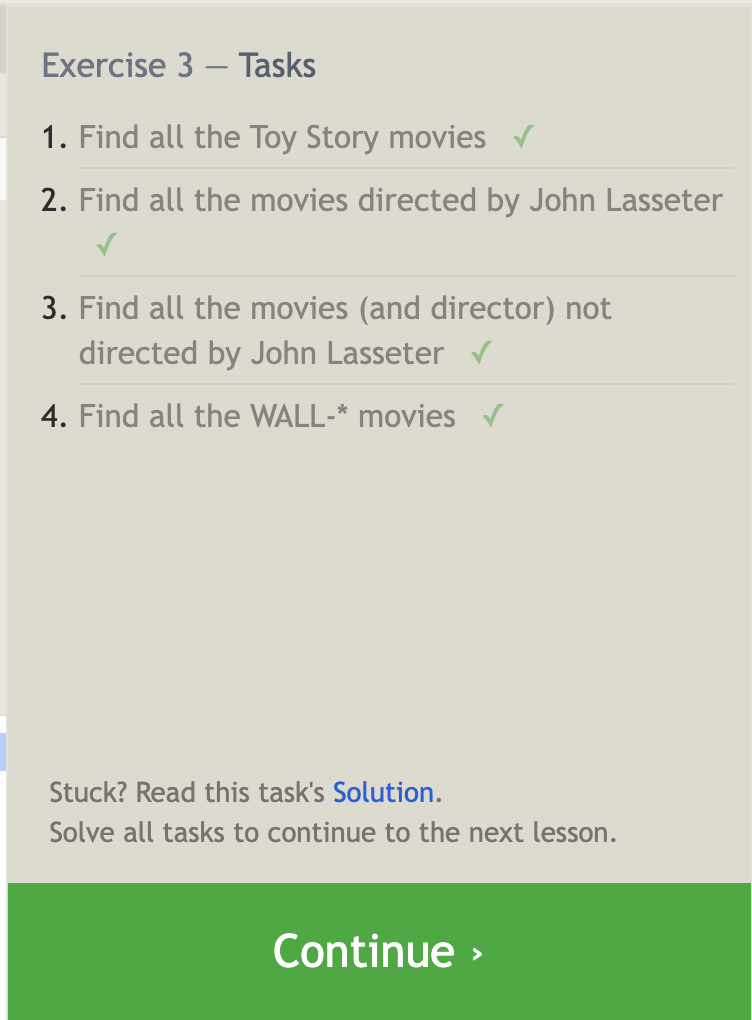 Exercise 3 — Tasks
1. Find all the Toy Story movies ✓
2. Find all the movies directed by John Lasseter
✓
3. Find all the movies (and director) not
directed by John Lasseter ✓
4. Find all the WALL-* movies ✓
Stuck? Read this task's Solution.
Solve all tasks to continue to the next lesson.
Continue ›